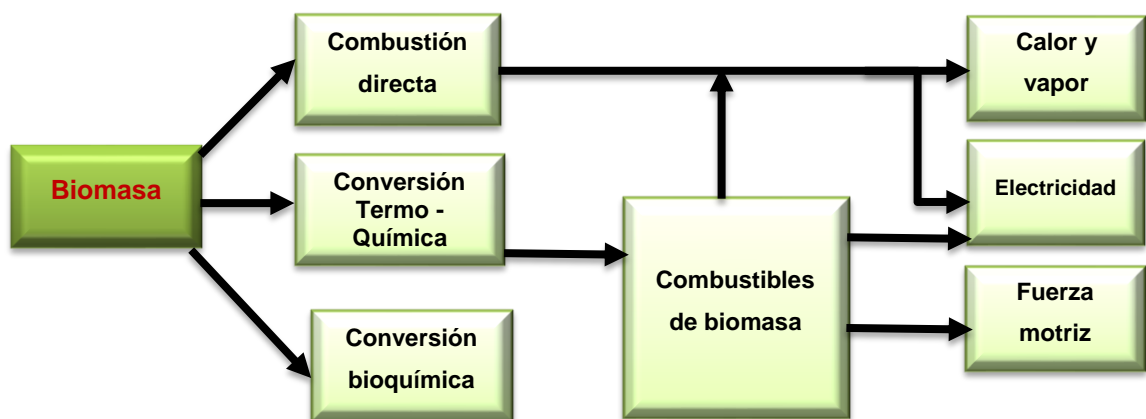 Biomasa
Combustión
directa
Conversión
Termo -
Química
Conversión
bioquímica
Combustibles
de biomasa
Calor y
vapor
Electricidad
Fuerza
motriz